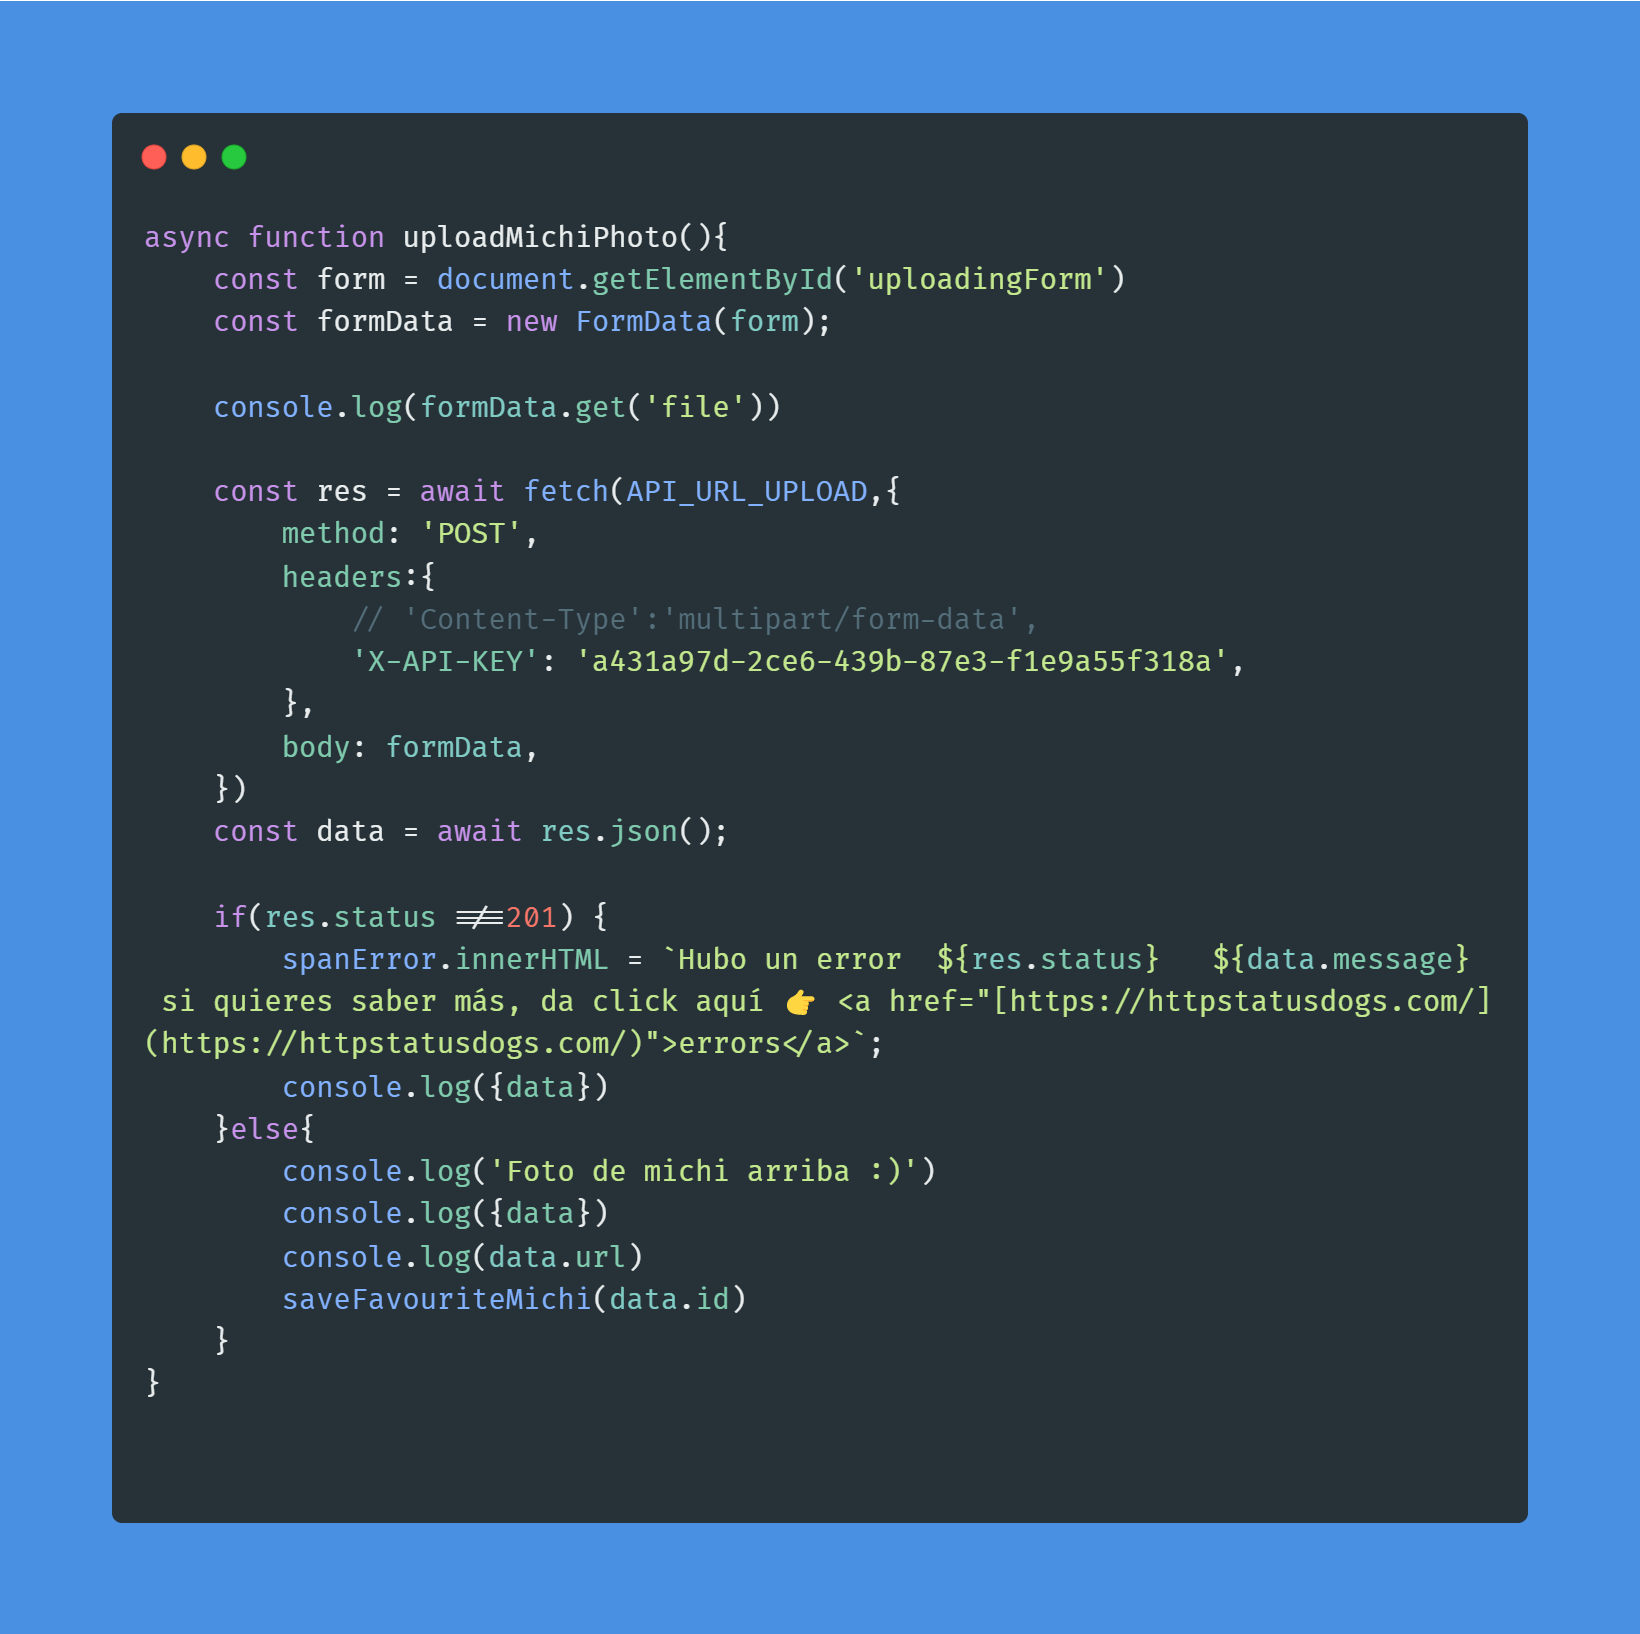 async function uploadMichiPhoto(){
    const form = document.getElementById('uploadingForm')
    const formData = new FormData(form);

    console.log(formData.get('file'))

    const res = await fetch(API_URL_UPLOAD,{
        method: 'POST',
        headers:{
            // 'Content-Type':'multipart/form-data',
            'X-API-KEY': 'a431a97d-2ce6-439b-87e3-f1e9a55f318a',
        },
        body: formData,
    })
    const data = await res.json();

    if(res.status !==201) {
        spanError.innerHTML = `Hubo un error  ${res.status}   ${data.message}
 si quieres saber más, da click aquí 👉 <a href="[https://httpstatusdogs.com/]
(https://httpstatusdogs.com/)">errors</a>`;
        console.log({data})
    }else{
        console.log('Foto de michi arriba :)')
        console.log({data})
        console.log(data.url)
        saveFavouriteMichi(data.id)
    }
}